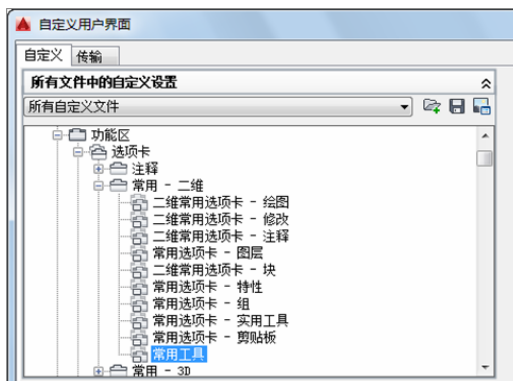 自定义用户界面
自定义 传输
所有文件中的自定义设置
所有自定义文件
功能区
选项卡
注释
常用 - 二维
二维常用选项卡 - 绘图
二维常用选项卡 - 修改
二维常用选项卡 - 注释
常用选项卡 - 图层
二维常用选项卡 - 块
常用选项卡 - 特性
常用选项卡 - 组
常用选项卡 - 实用工具
常用选项卡 - 剪贴板
常用工具
常用 - 3D